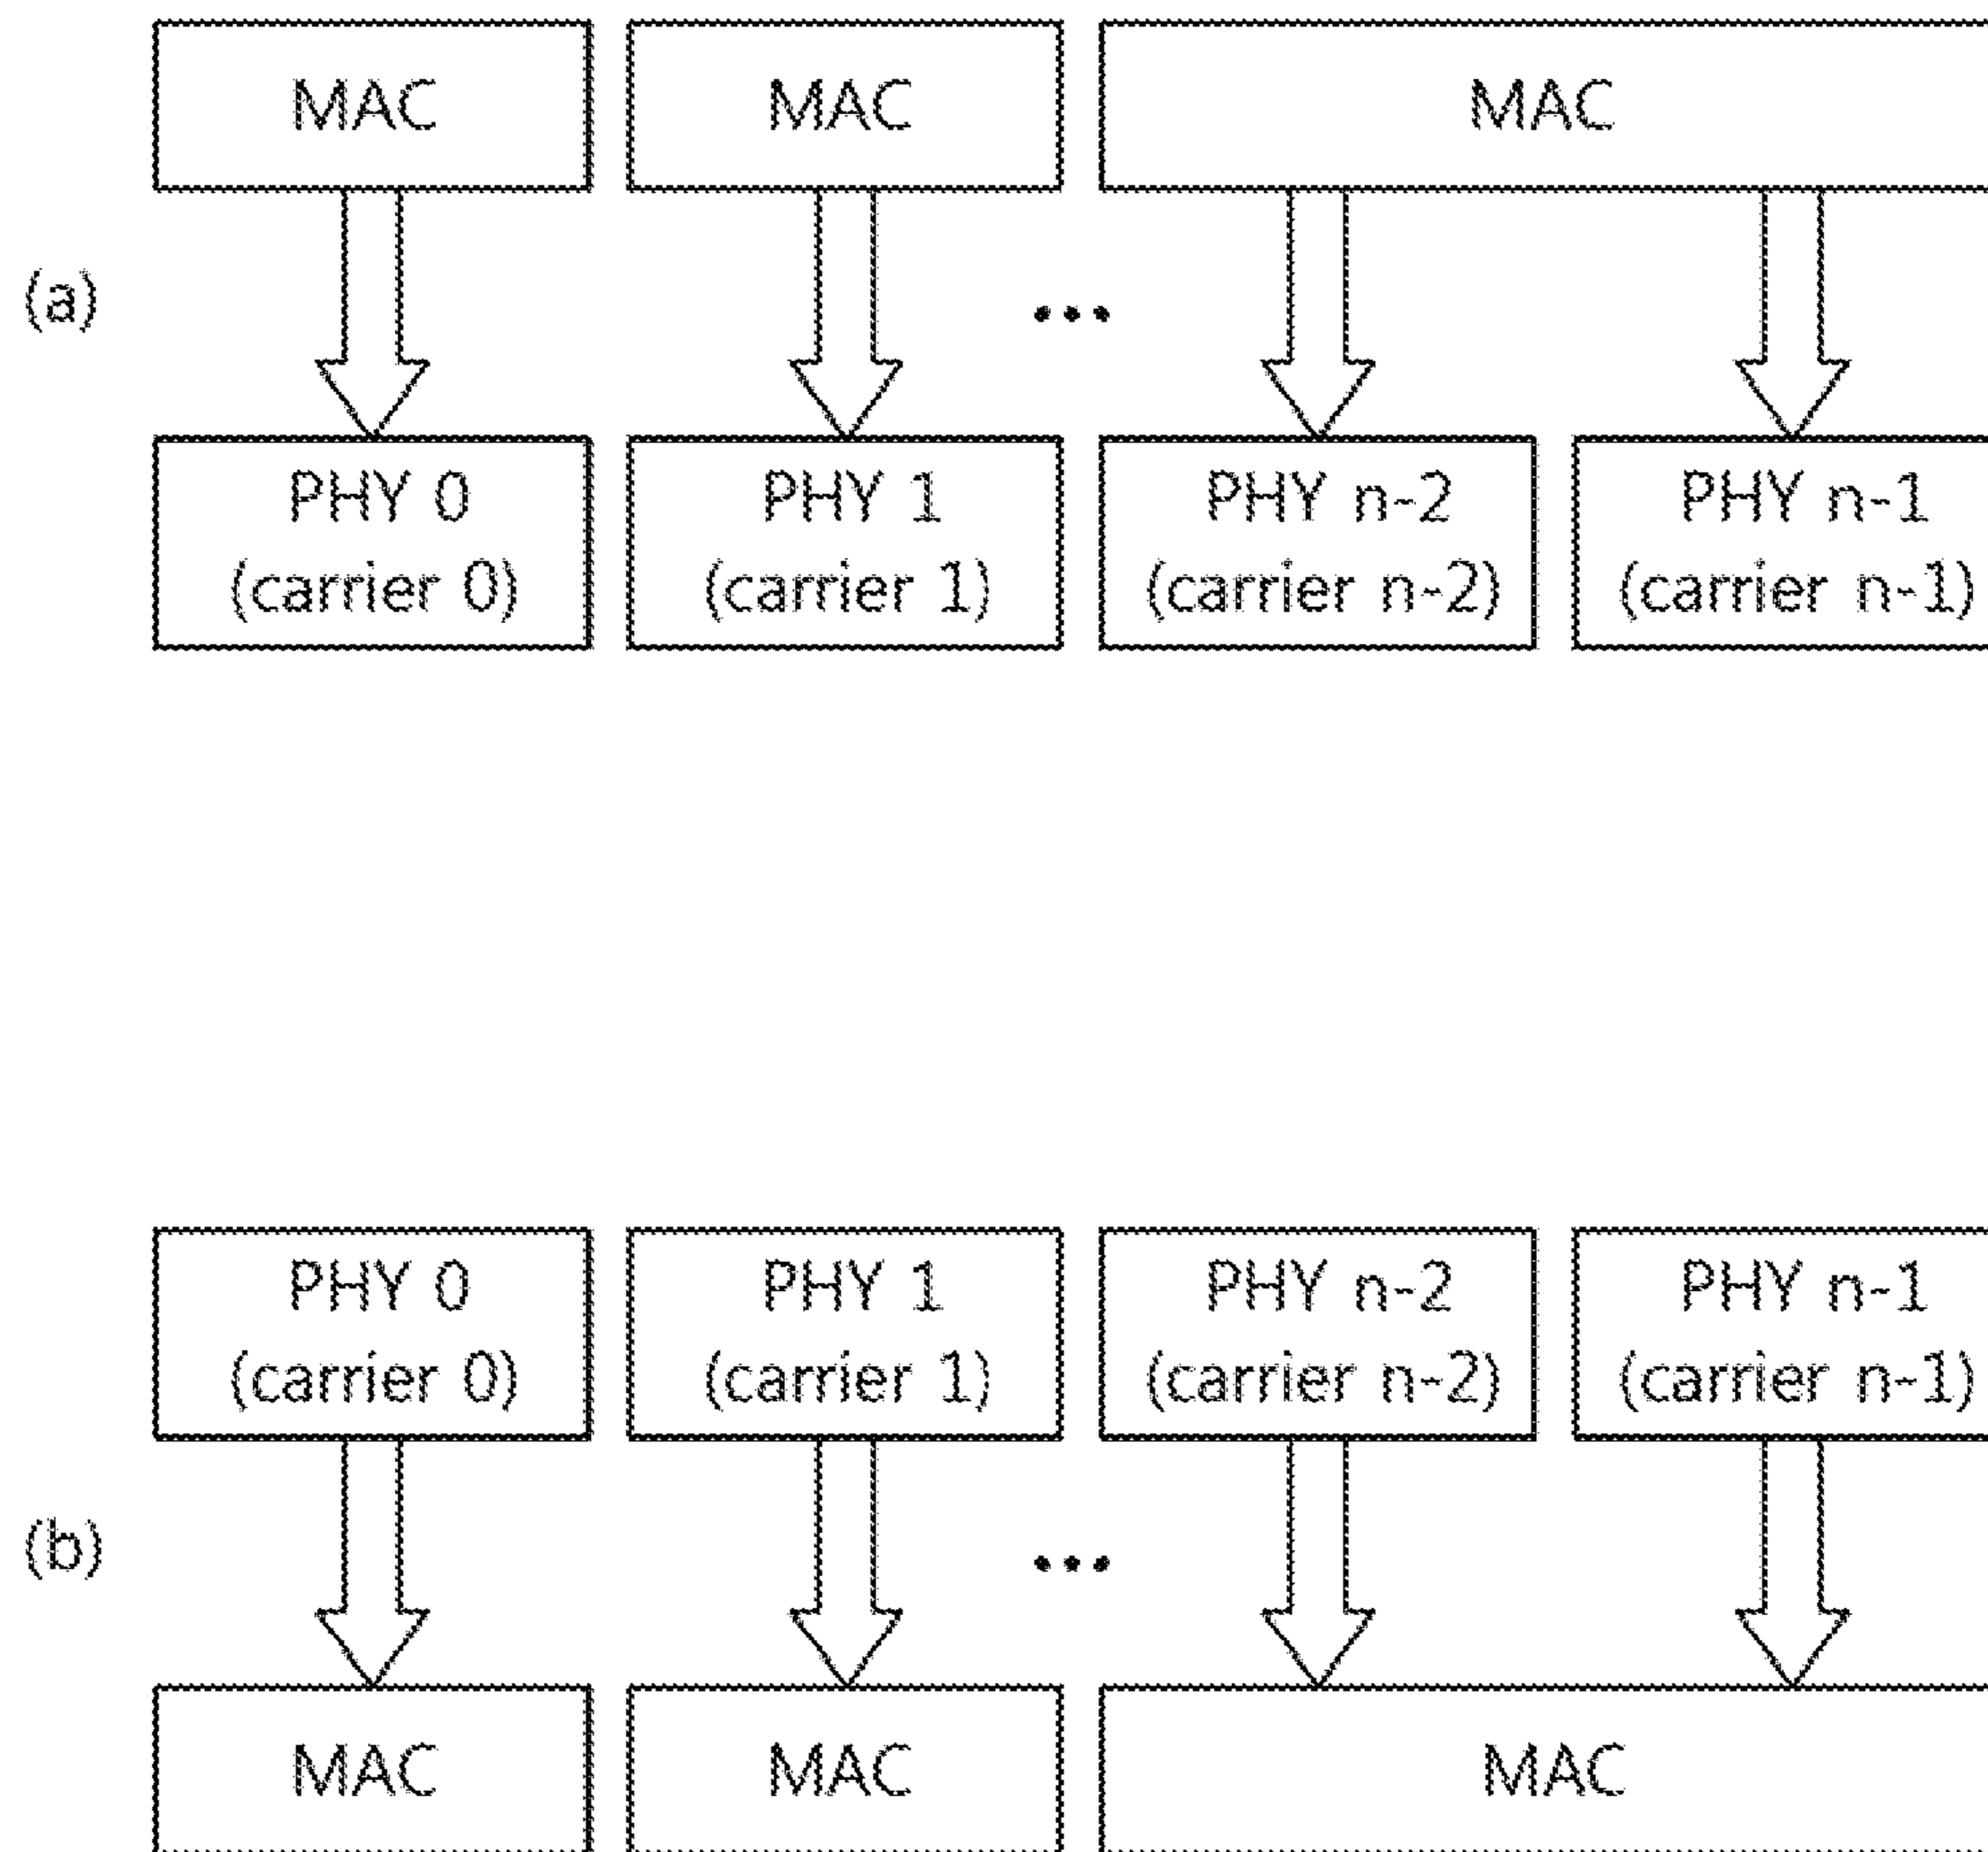 MAC MAC MAC
(a)
...
PHY 0 PHY 1 PHY n-2 PHY n-1
(carrier 0) (carrier 1) (carrier n-2) (carrier n-1)
PHY 0 PHY 1 PHY n-2 PHY n-1
(carrier 0) (carrier 1) (carrier n-2) (carrier n-1)
(b)
...
MAC MAC MAC